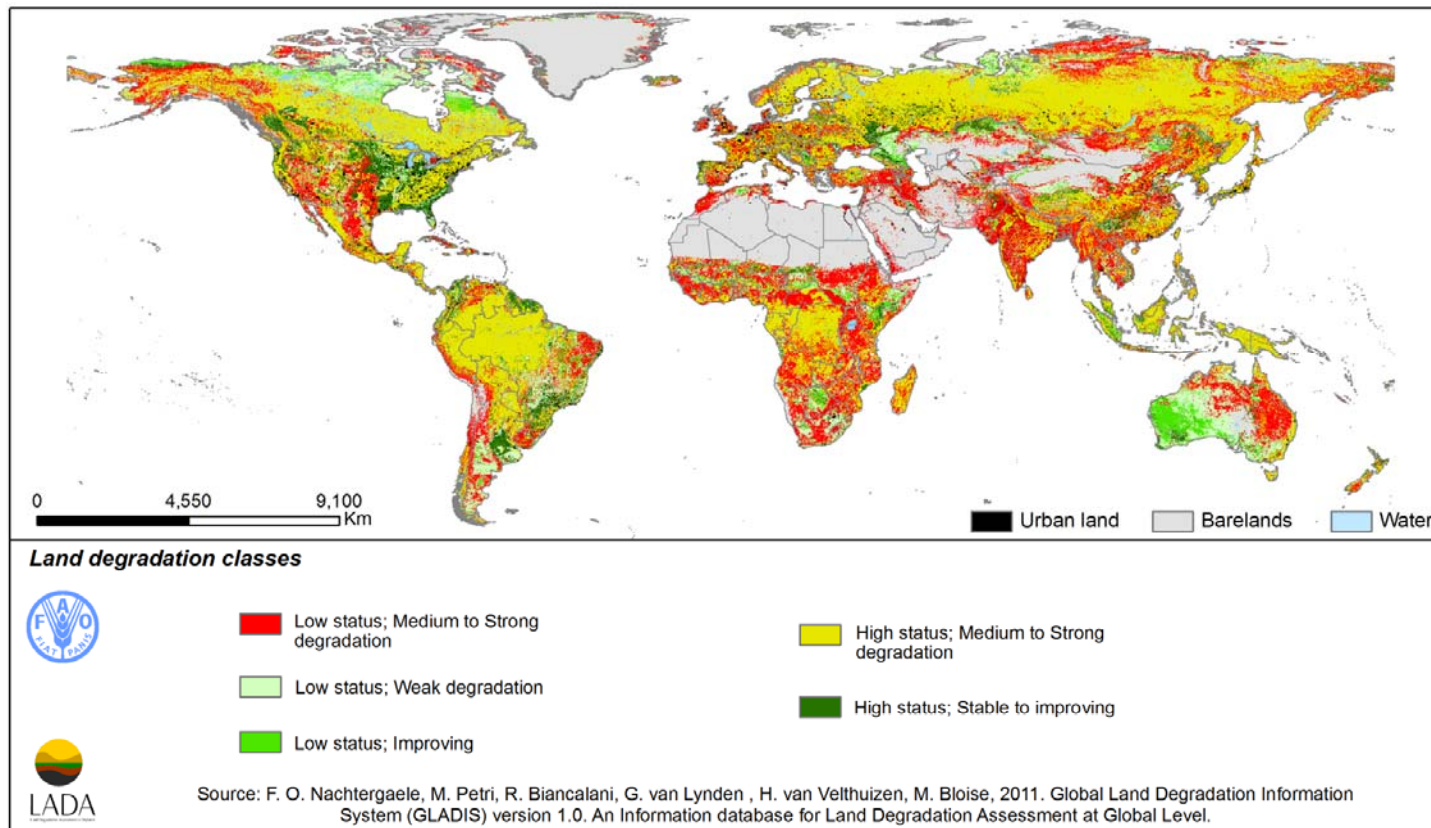 0 4,550 9,100
Km
Urban land Barelands Water
Land degradation classes
F A O
FIAT PANIS
Low status; Medium to Strong
degradation
High status; Medium to Strong
degradation
Low status; Weak degradation
High status; Stable to improving
Low status; Improving
LADA
Source: F. O. Nachtergaele, M. Petri, R. Biancalani, G. van Lynden , H. van Velthuizen, M. Bloise, 2011. Global Land Degradation Information
System (GLADIS) version 1.0. An Information database for Land Degradation Assessment at Global Level.